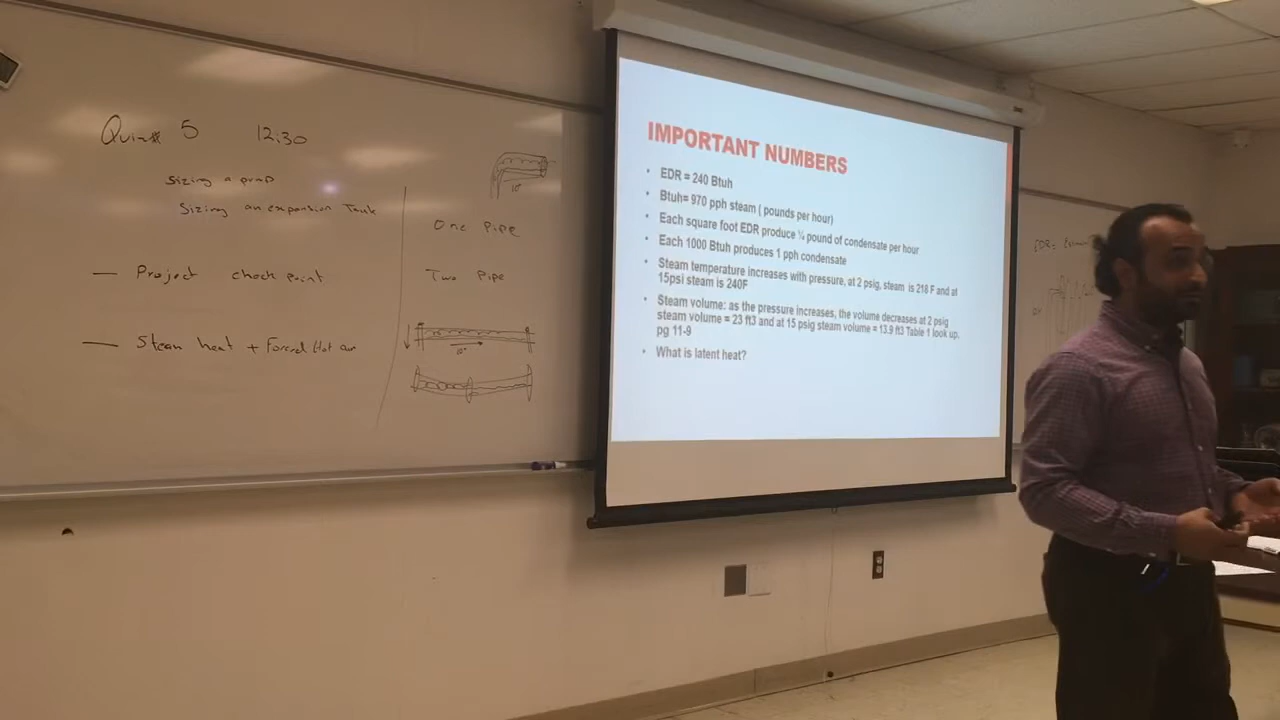 Quiz# 5 12:30
Sizing a pump
Sizing an expansion Tank
— Project check point
— Steam heat + Forced Hot air
10"
One Pipe
Two Pipe
10"
IMPORTANT NUMBERS
• EDR = 240 Btuh
• Btuh= 970 pph steam ( pounds per hour)
• Each square foot EDR produce ¼ pound of condensate per hour
• Each 1000 Btuh produces 1 pph condensate
• Steam temperature increases with pressure, at 2 psig, steam is 218 F and at
15psi steam is 240F
• Steam volume: as the pressure increases, the volume decreases at 2 psig
steam volume = 23 ft3 and at 15 psig steam volume = 13.9 ft3 Table 1 look up,
pg 11-9
• What is latent heat?
EDR=